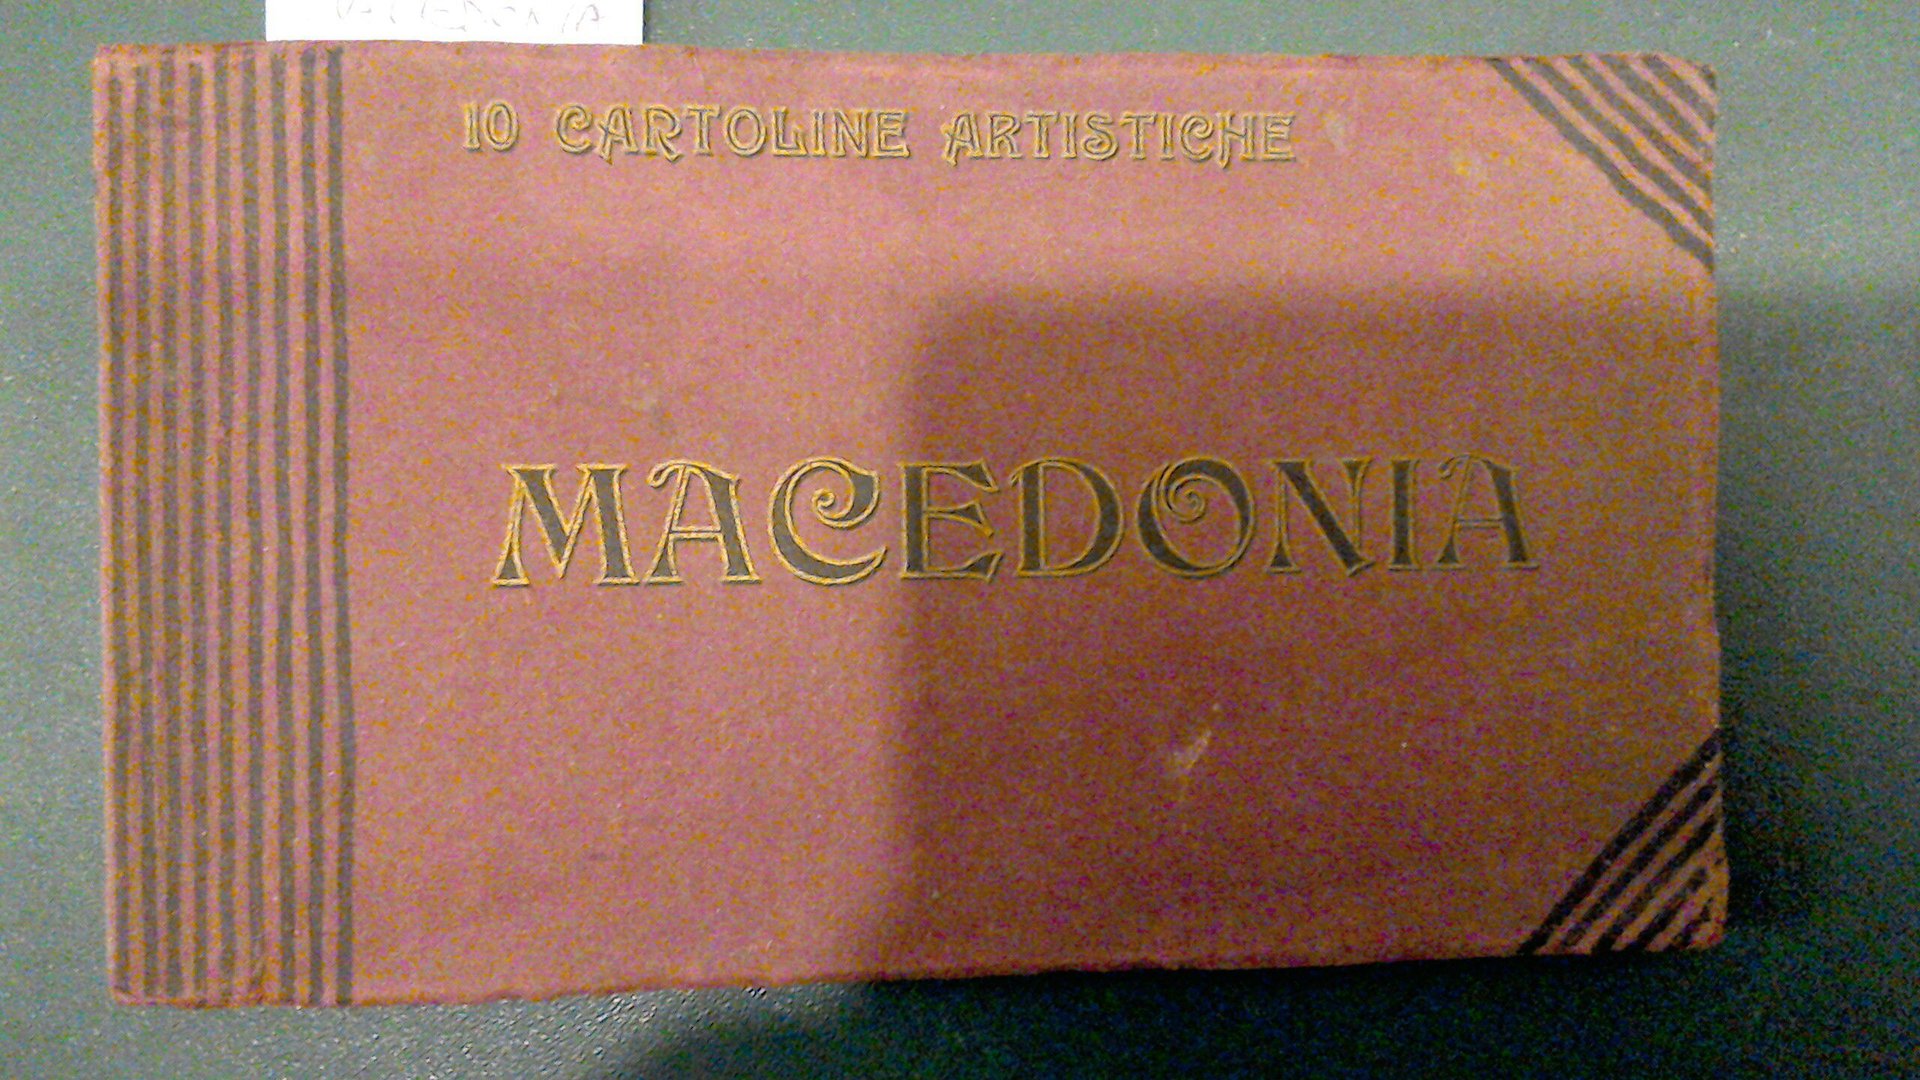 10 CARTOLINE ARTISTICHE
MACEDONIA